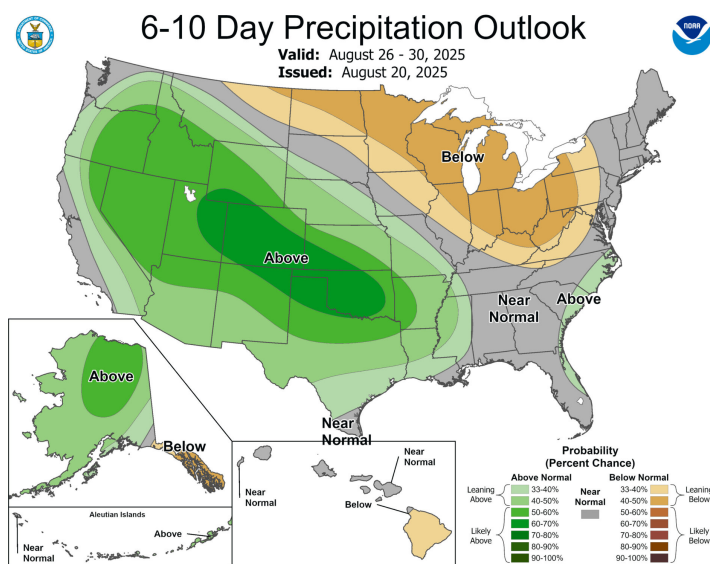 6-10 Day Precipitation Outlook
Valid: August 26 - 30, 2025
Issued: August 20, 2025
NOAA
Below
Above
Near
Normal
Above
Near
Normal
Above
Below
Aleutian Islands
Near
Normal
Above
Near
Normal
Near
Normal
Below
Probability
(Percent Chance)
Above Normal
Below Normal
Leaning
Above
33-40%
40-50%
Likely
Above
50-60%
60-70%
70-80%
80-90%
90-100%
Near
Normal
33-40%
40-50%
Leaning
Below
50-60%
60-70%
70-80%
80-90%
90-100%
Likely
Below